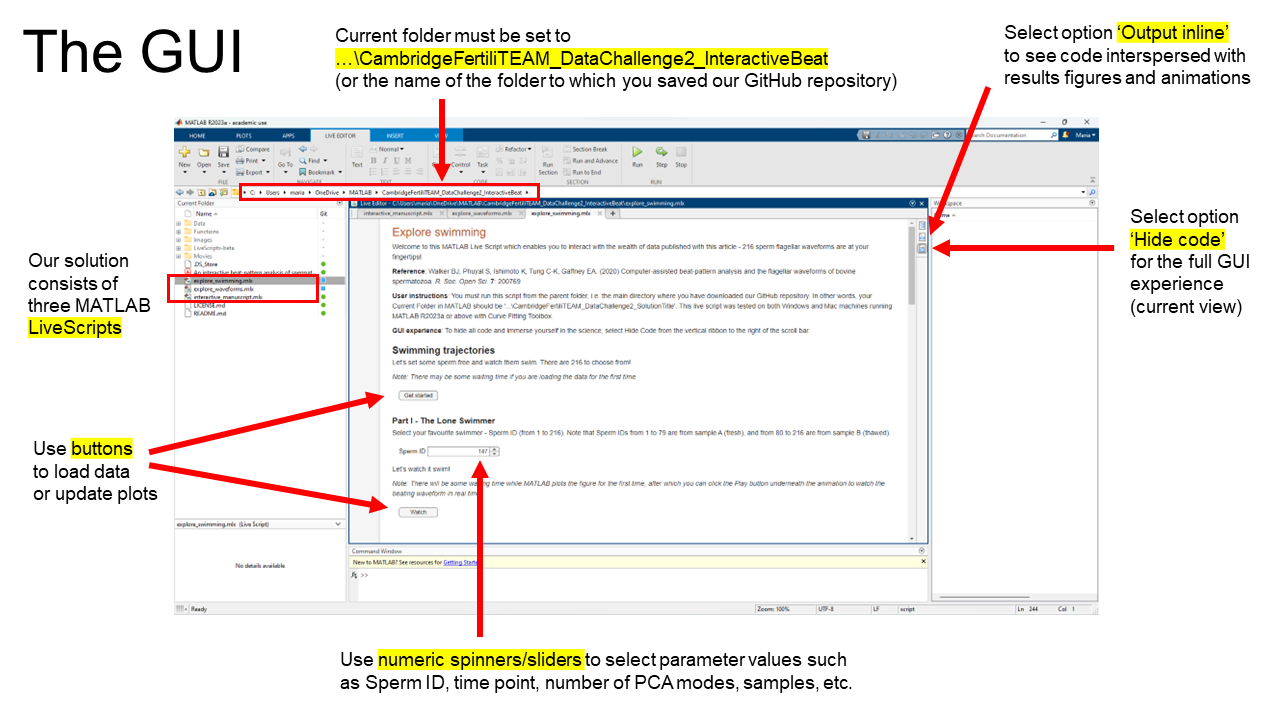 The GUI
Current folder must be set to
…\CambridgeFertiliTEAM_DataChallenge2_InteractiveBeat
(or the name of the folder to which you saved our GitHub repository)
Select option ‘Output inline’
to see code interspersed with
results figures and animations
MATLAB R2023a - academic use
HOME PLOTS APPS LIVE EDITOR INSERT VIEW
Search Documentation Maria
New Open Save Compare Print Export Go To Find Bookmark Text Normal B I U M Control Task Refactor Run Section Section Break Run and Advance Run to End Run Step Stop
FILE NAVIGATE TEXT CODE SECTION RUN
C: Users maria OneDrive MATLAB CambridgeFertiliTEAM_DataChallenge2_InteractiveBeat
Current Folder
Name Git
Data
Functions
Images
LiveScripts-beta
Movies
.DS_Store
An interactive beat-pattern analysis of spermat
explore_swimming.mlx
explore_waveforms.mlx
interactive_manuscript.mlx
LICENSE.md
README.md
explore_swimming.mlx (Live Script)
No details available
Live Editor - C:\Users\maria\OneDrive\MATLAB\CambridgeFertiliTEAM_DataChallenge2_InteractiveBeat\explore_swimming.mlx
interactive_manuscript.mlx explore_waveforms.mlx explore_swimming.mlx
Explore swimming
Welcome to this MATLAB Live Script which enables you to interact with the wealth of data published with this article - 216 sperm flagellar waveforms are at your
fingertips!
Reference: Walker BJ, Phuyal S, Ishimoto K, Tung C-K, Gaffney EA. (2020) Computer-assisted beat-pattern analysis and the flagellar waveforms of bovine
spermatozoa. R. Soc. Open Sci. 7: 200769
User instructions: You must run this script from the parent folder, i.e. the main directory where you have downloaded our GitHub repository. In other words, your
Current Folder in MATLAB should be '...\CambridgeFertiliTEAM_DataChallenge2_SolutionTitle'. This live script was tested on both Windows and Mac machines running
MATLAB R2023a or above with Curve Fitting Toolbox
GUI experience: To hide all code and immerse yourself in the science, select Hide Code from the vertical ribbon to the right of the scroll bar.
Swimming trajectories
Let's set some sperm free and watch them swim. There are 216 to choose from!
Note: There may be some waiting time if you are loading the data for the first time.
Get started
Part I - The Lone Swimmer
Select your favourite swimmer - Sperm ID (from 1 to 216). Note that Sperm IDs from 1 to 79 are from sample A (fresh), and from 80 to 216 are from sample B (thawed).
Sperm ID 147
Let's watch it swim!
Note: There will be some waiting time while MATLAB plots the figure for the first time, after which you can click the Play button underneath the animation to watch the
beating waveform in real time
Watch
Command Window
New to MATLAB? See resources for Getting Started
fx >>
Workspace
Name
Ready Zoom: 100% UTF-8 LF script Ln 244 Col 1
Select option
‘Hide code’
for the full GUI
experience
(current view)
Our solution
consists of
three MATLAB
LiveScripts
Use buttons
to load data
or update plots
Use numeric spinners/sliders to select parameter values such
as Sperm ID, time point, number of PCA modes, samples, etc.